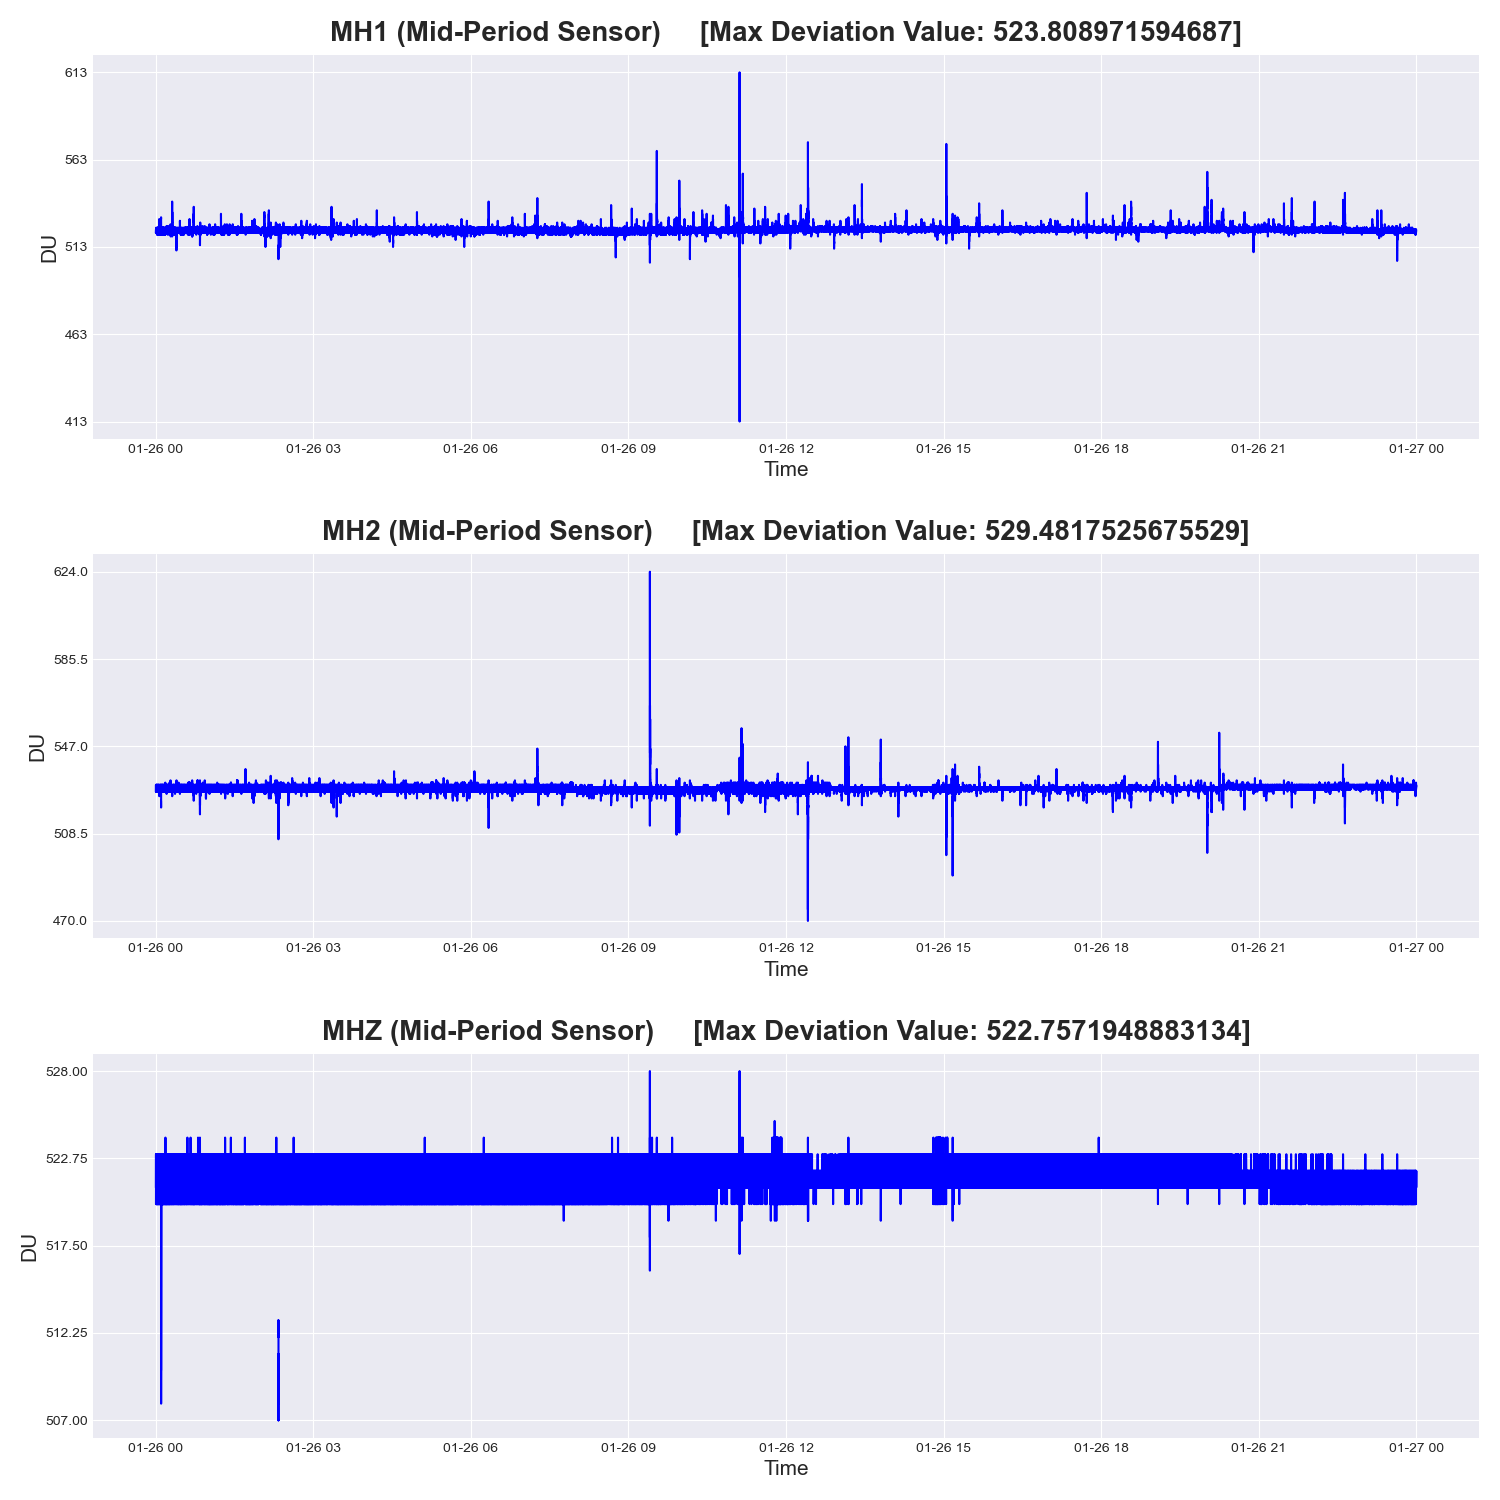 MH1 (Mid-Period Sensor) [Max Deviation Value: 523.808971594687]
613
563
513
463
413
DU
01-26 00 01-26 03 01-26 06 01-26 09 01-26 12 01-26 15 01-26 18 01-26 21 01-27 00
Time
MH2 (Mid-Period Sensor) [Max Deviation Value: 529.4817525675529]
624.0
585.5
547.0
508.5
470.0
DU
01-26 00 01-26 03 01-26 06 01-26 09 01-26 12 01-26 15 01-26 18 01-26 21 01-27 00
Time
MHZ (Mid-Period Sensor) [Max Deviation Value: 522.7571948883134]
528.00
522.75
517.50
512.25
507.00
DU
01-26 00 01-26 03 01-26 06 01-26 09 01-26 12 01-26 15 01-26 18 01-26 21 01-27 00
Time